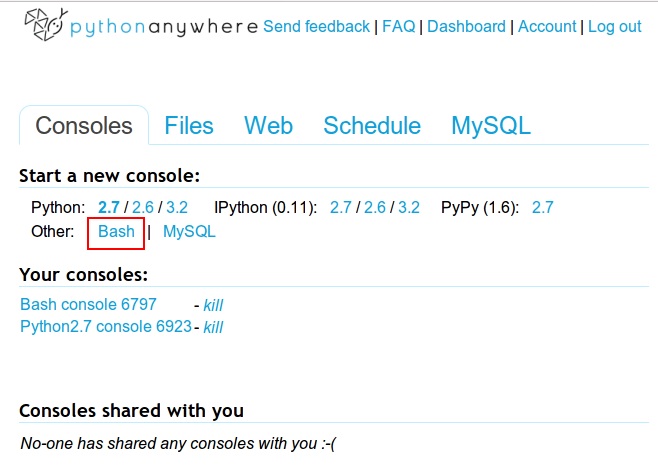 pythonanywhere Send feedback | FAQ | Dashboard | Account | Log out
Consoles Files Web Schedule MySQL
Start a new console:
Python: 2.7 / 2.6 / 3.2 IPython (0.11): 2.7 / 2.6 / 3.2 PyPy (1.6): 2.7
Other: Bash | MySQL
Your consoles:
Bash console 6797 - kill
Python2.7 console 6923 - kill
Consoles shared with you
No-one has shared any consoles with you :-(